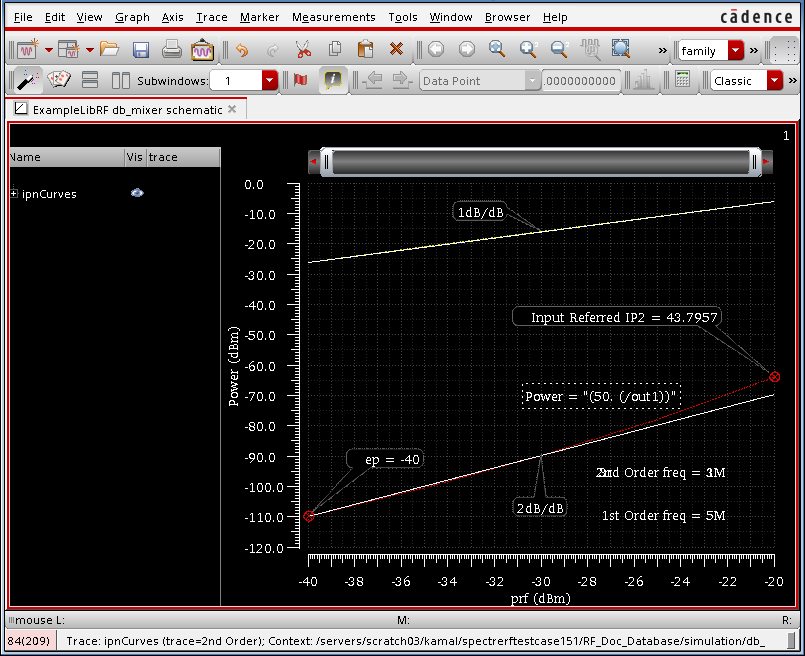 File Edit View Graph Axis Trace Marker Measurements Tools Window Browser Help cādence
family
Subwindows: 1 Data Point .0000000000 Classic
ExampleLibRF db_mixer schematic
1
Name Vis trace
ipnCurves
0.0
-10.0
-20.0
-30.0
-40.0
-50.0
-60.0
-70.0
-80.0
-90.0
-100.0
-110.0
-120.0
Power (dBm)
1dB/dB
Input Referred IP2 = 43.7957
Power = "(50. (/out1))"
ep = -40
Order freq =
2dB/dB
1st Order freq = 5M
-40 -38 -36 -34 -32 -30 -28 -26 -24 -22 -20
prf (dBm)
mouse L: M: R:
84(209) Trace: ipnCurves (trace=2nd Order); Context: /servers/scratch03/kamal/spectrerftestcase151/RF_Doc_Database/simulation/db_